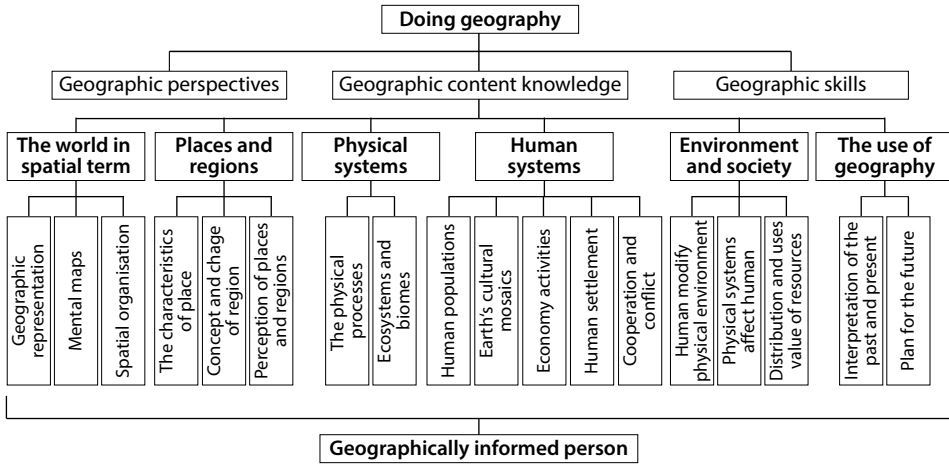 Doing geography
Geographic perspectives
Geographic content knowledge
Geographic skills
The world in
spatial term
Places and
regions
Physical
systems
Human
systems
Environment
and society
The use of
geography
Geographic
representation
Mental maps
Spatial organisation
The characteristics
of place
Concept and chage
of region
Perception of places
and regions
The physical
processes
Ecosystems and
biomes
Human populations
Earth's cultural
mosaics
Economy activities
Human settlement
Cooperation and
conflict
Human modify
physical environment
Physical systems
affect human
Distribution and uses
value of resources
Interpretation of the
past and present
Plan for the future
Geographically informed person